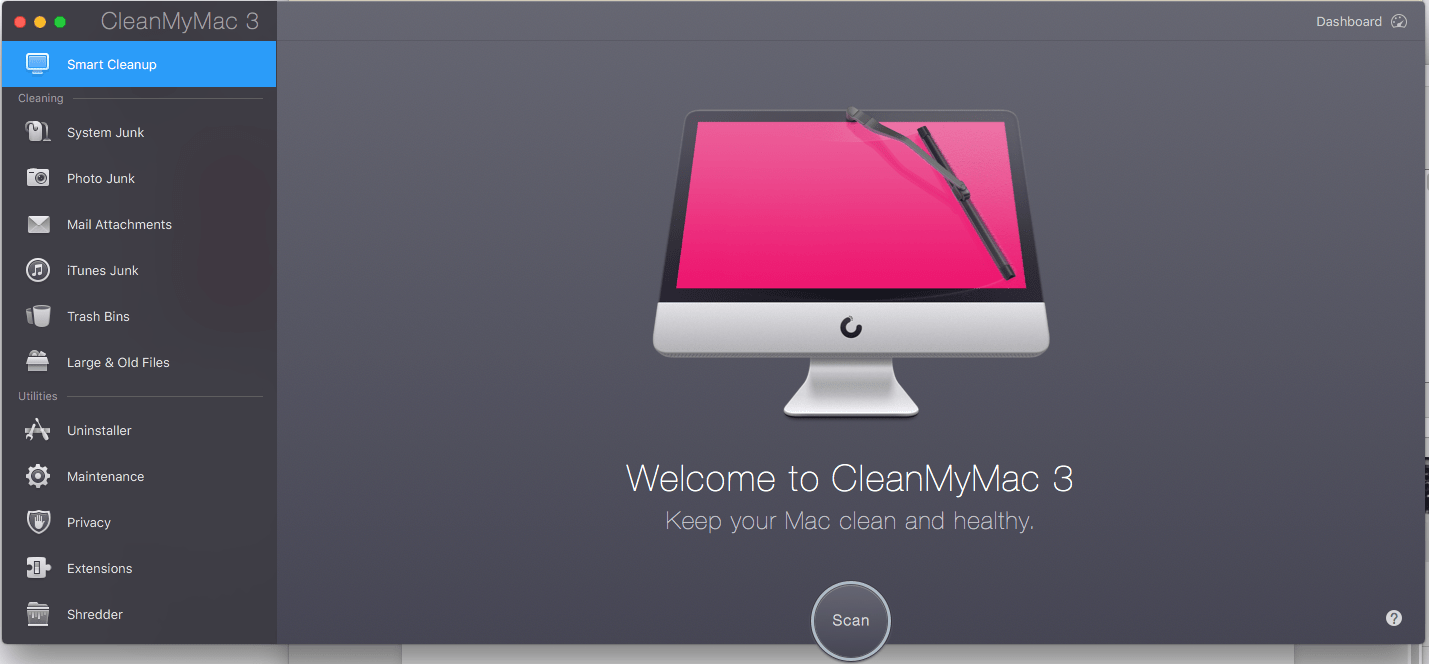 CleanMyMac 3
Dashboard
Smart Cleanup
Cleaning
System Junk
Photo Junk
Mail Attachments
iTunes Junk
Trash Bins
Large & Old Files
Utilities
Uninstaller
Maintenance
Privacy
Extensions
Shredder
Welcome to CleanMyMac 3
Keep your Mac clean and healthy.
Scan
?